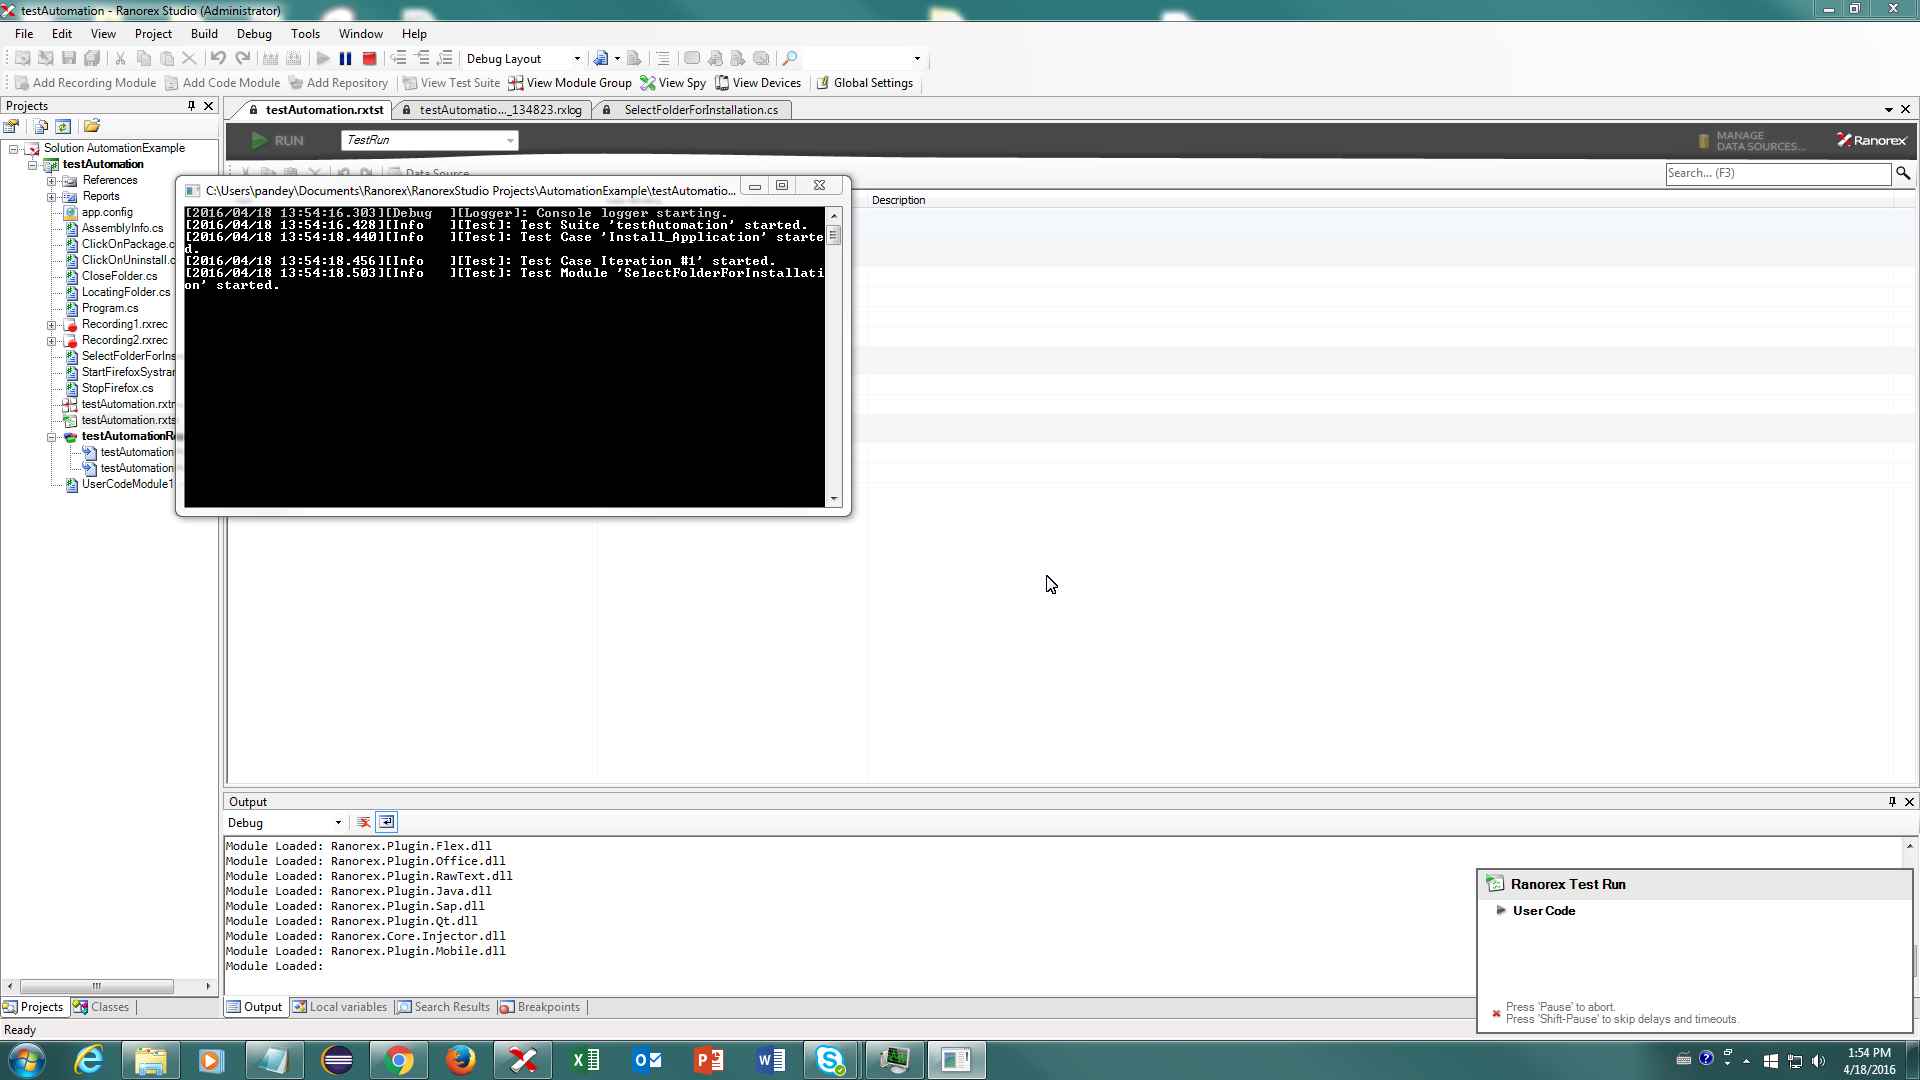 testAutomation - Ranorex Studio (Administrator)
File Edit View Project Build Debug Tools Window Help
Debug Layout
Add Recording Module Add Code Module Add Repository View Test Suite View Module Group View Spy View Devices Global Settings
Projects
testAutomation.rxtst testAutomatio..._134823.rxlog SelectFolderForInstallation.cs
RUN TestRun MANAGE DATA SOURCES... Ranorex
Data Source
Search... (F3)
Description
Solution AutomationExample
testAutomation
References
Reports
app.config
AssemblyInfo.cs
ClickOnPackage.c
ClickOnUninstall.c
CloseFolder.cs
LocatingFolder.cs
Program.cs
Recording1.rxrec
Recording2.rxrec
SelectFolderForIns
StartFirefoxSystrar
StopFirefox.cs
testAutomation.rxtr
testAutomation.rxts
testAutomationRe
testAutomation
testAutomation
UserCodeModule1
C:\Users\pandey\Documents\Ranorex\RanorexStudio Projects\AutomationExample\testAutomatio...
[2016/04/18 13:54:16.303][Debug  ][Logger]: Console logger starting.
[2016/04/18 13:54:16.428][Info   ][Test]: Test Suite 'testAutomation' started.
[2016/04/18 13:54:18.440][Info   ][Test]: Test Case 'Install_Application' starte
d.
[2016/04/18 13:54:18.456][Info   ][Test]: Test Case Iteration #1' started.
[2016/04/18 13:54:18.503][Info   ][Test]: Test Module 'SelectFolderForInstallati
on' started.
Output
Debug
Module Loaded: Ranorex.Plugin.Flex.dll
Module Loaded: Ranorex.Plugin.Office.dll
Module Loaded: Ranorex.Plugin.RawText.dll
Module Loaded: Ranorex.Plugin.Java.dll
Module Loaded: Ranorex.Plugin.Sap.dll
Module Loaded: Ranorex.Plugin.Qt.dll
Module Loaded: Ranorex.Core.Injector.dll
Module Loaded: Ranorex.Plugin.Mobile.dll
Module Loaded:
Ranorex Test Run
User Code
Press 'Pause' to abort.
Press 'Shift-Pause' to skip delays and timeouts.
Projects Classes
Output Local variables Search Results Breakpoints
Ready
1:54 PM
4/18/2016